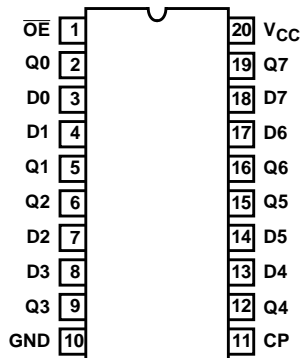 O̅E̅ 1 20 VCC
Q0 2 19 Q7
D0 3 18 D7
D1 4 17 D6
Q1 5 16 Q6
Q2 6 15 Q5
D2 7 14 D5
D3 8 13 D4
Q3 9 12 Q4
GND 10 11 CP